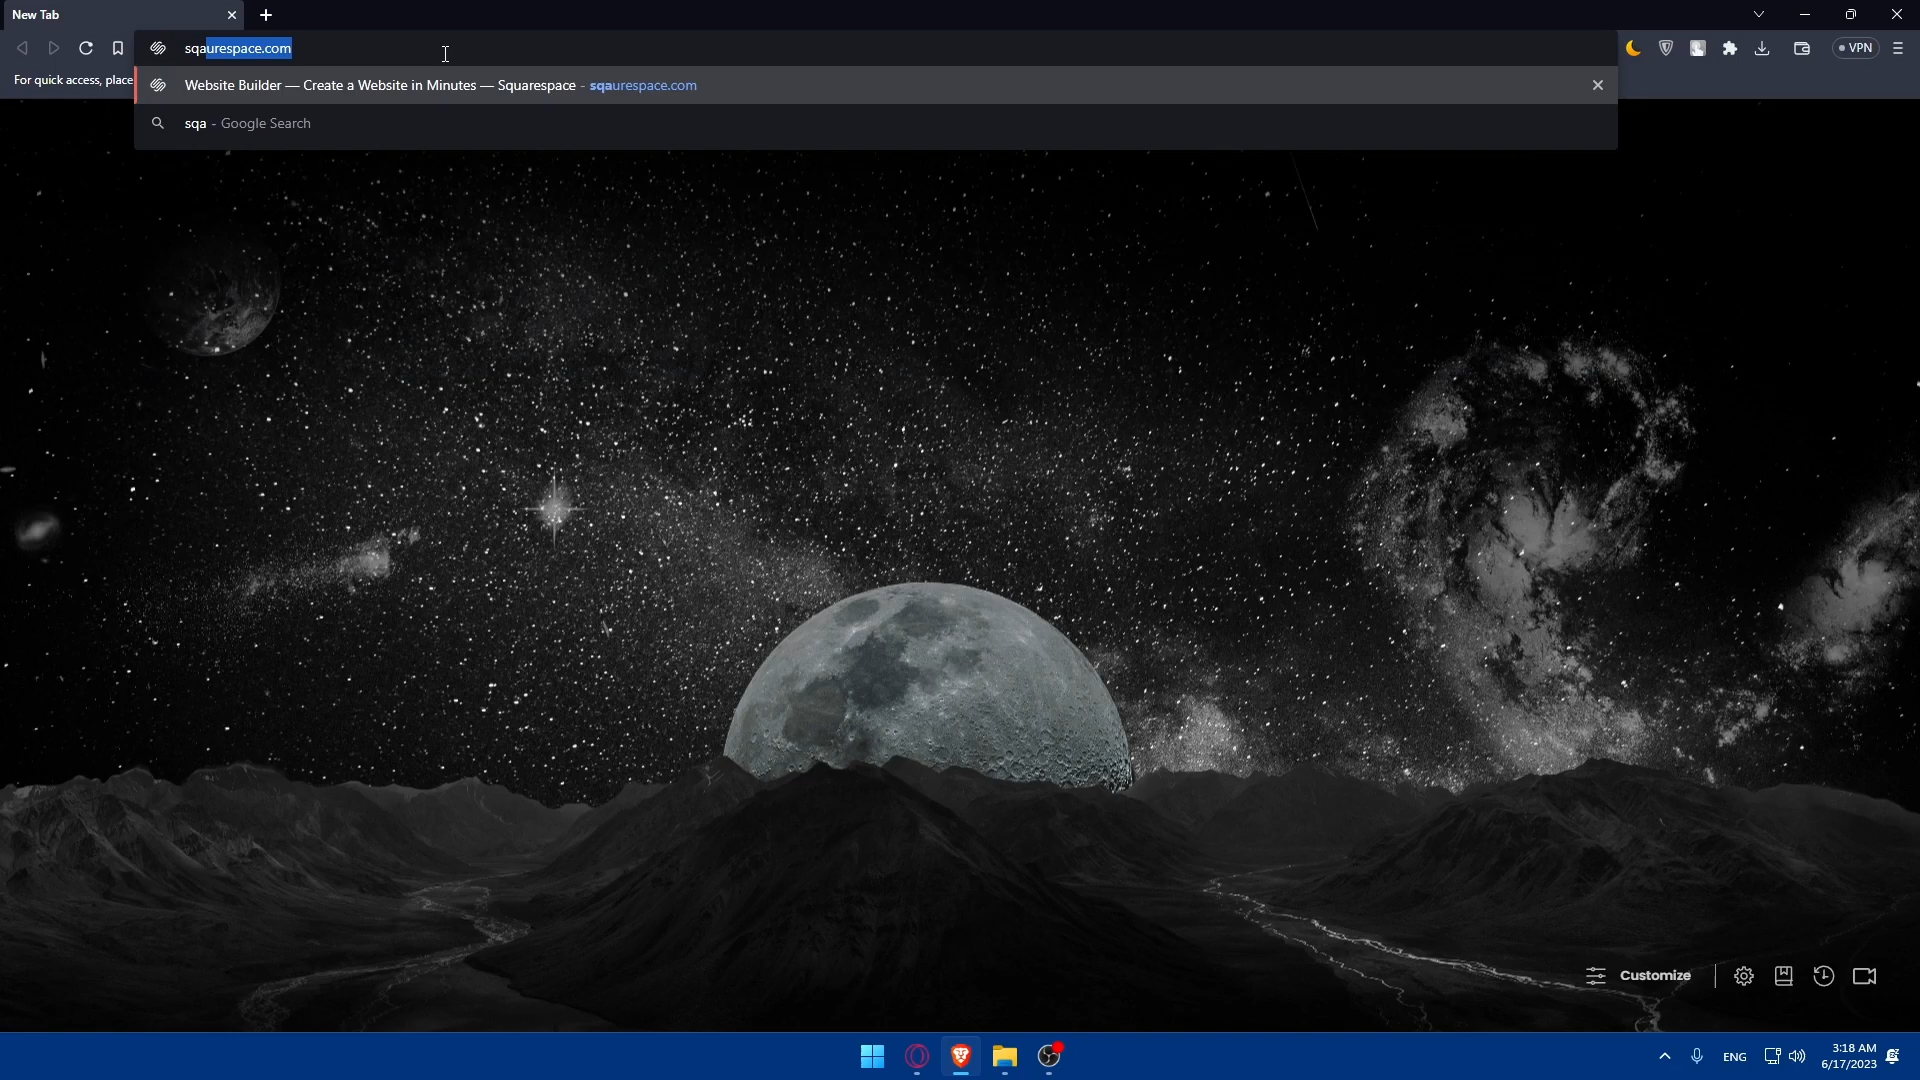 New Tab
sqaurespace.com
VPN
For quick access, place
Website Builder — Create a Website in Minutes — Squarespace - sqaurespace.com
sqa - Google Search
Customize
ENG
3:18 AM
6/17/2023